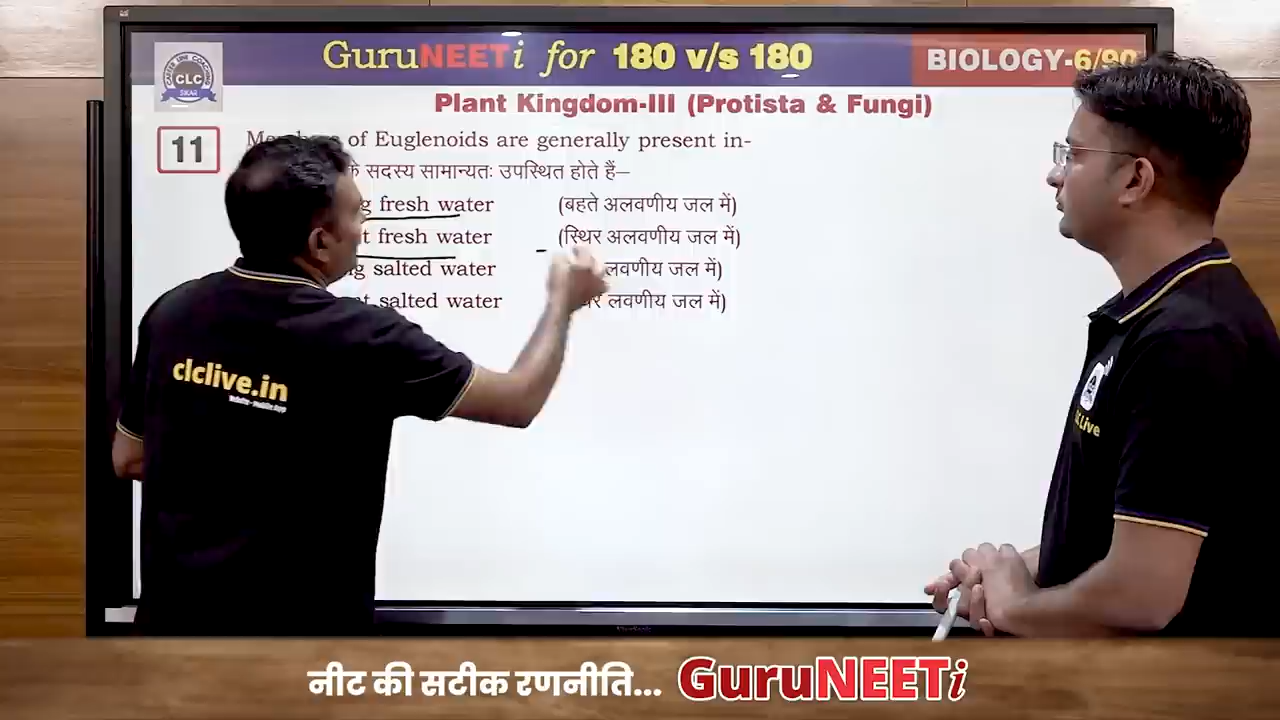 CLC
SIKAR
GuruNEETi for 180 v/s 180
BIOLOGY-6/90
Plant Kingdom-III (Protista & Fungi)
11
of Euglenoids are generally present in-
के सदस्य सामान्यतः उपस्थित होते हैं–
fresh water (बहते अलवणीय जल में)
fresh water (स्थिर अलवणीय जल में)
salted water लवणीय जल में)
salted water लवणीय जल में)
clclive.in
Live
नीट की सटीक रणनीति... GuruNEETi